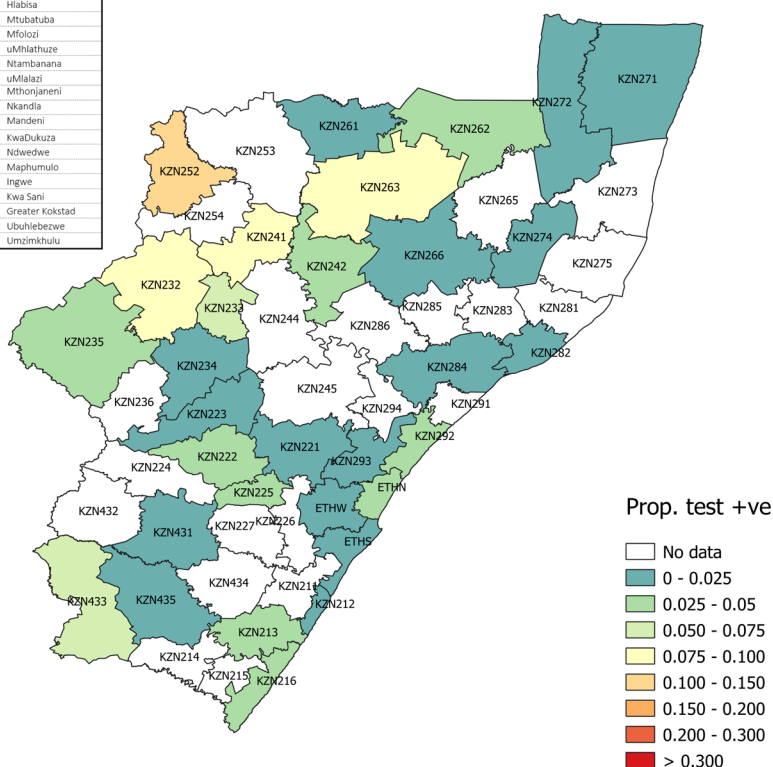 Hlabisa
Mtubatuba
Mfolozi
uMhlathuze
Ntambanana
uMlalazi
Mthonjaneni
Nkandla
Mandeni
KwaDukuza
Ndwedwe
Maphumulo
Ingwe
Kwa Sani
Greater Kokstad
Ubuhlebezwe
Umzimkhulu
KZN271
KZN272
KZN261
KZN262
KZN253
KZN252
KZN263
KZN265
KZN273
KZN254
KZN241
KZN274
KZN266
KZN242
KZN275
KZN232
KZN233
KZN285
KZN283
KZN281
KZN244
KZN286
KZN235
KZN282
KZN234
KZN284
KZN245
KZN236
KZN294
KZN291
KZN223
KZN292
KZN221
KZN222
KZN293
KZN224
ETHN
KZN225
KZN432
ETHW
KZN227
KZN226
KZN431
ETHS
KZN434
KZN211
KZN433
KZN435
KZN212
KZN213
KZN214
KZN215
KZN216
Prop. test +ve
No data
0 - 0.025
0.025 - 0.05
0.050 - 0.075
0.075 - 0.100
0.100 - 0.150
0.150 - 0.200
0.200 - 0.300
> 0.300